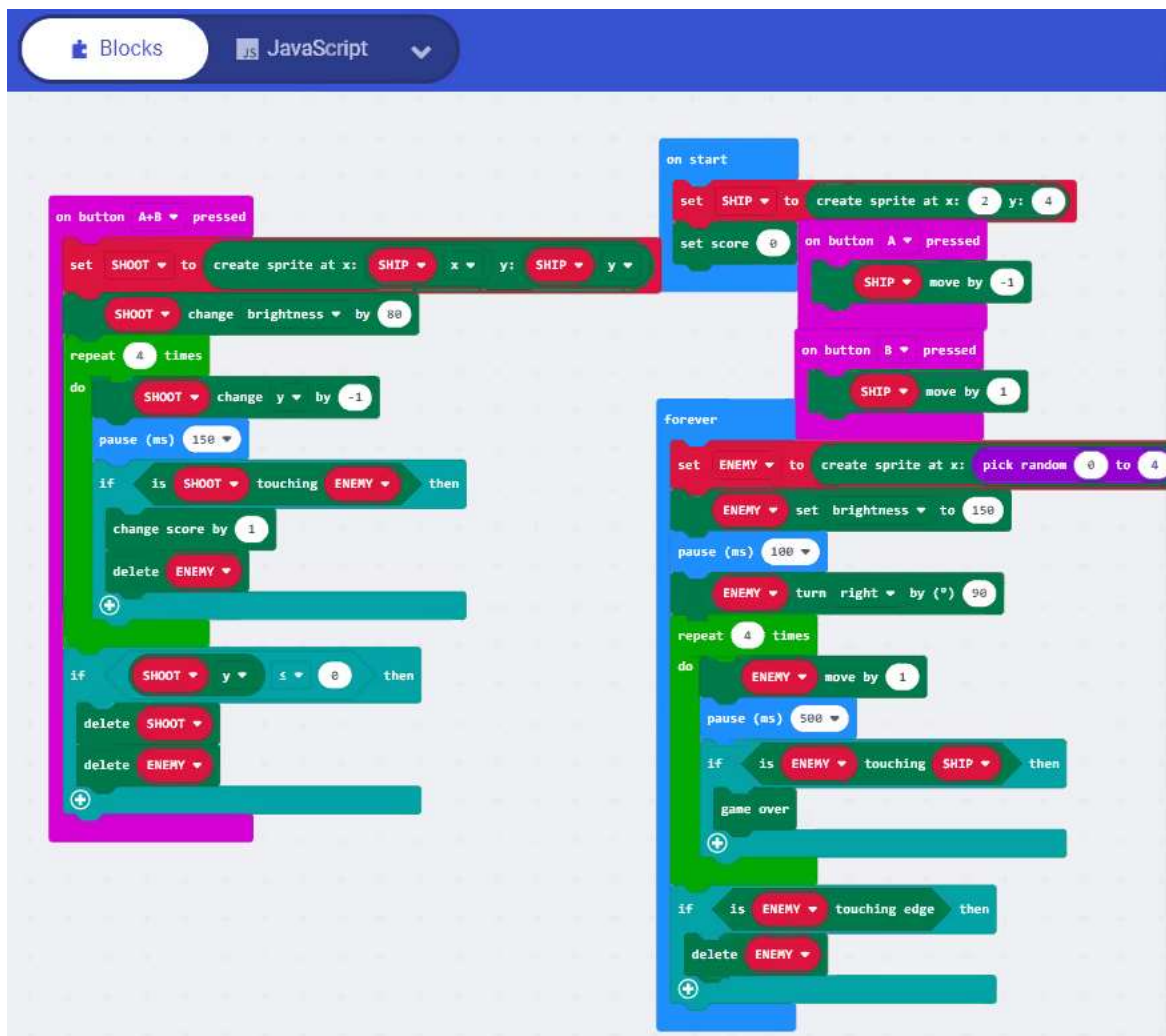 Blocks
JS JavaScript
on button A+B pressed
set SHOOT to create sprite at x: SHIP x y: SHIP y
SHOOT change brightness by 80
repeat 4 times
do
SHOOT change y by -1
pause (ms) 150
if is SHOOT touching ENEMY then
change score by 1
delete ENEMY
if SHOOT y ≤ 0 then
delete SHOOT
delete ENEMY
on start
set SHIP to create sprite at x: 2 y: 4
set score 0
on button A pressed
SHIP move by -1
on button B pressed
SHIP move by 1
forever
set ENEMY to create sprite at x: pick random 0 to 4
ENEMY set brightness to 150
pause (ms) 100
ENEMY turn right by (°) 90
repeat 4 times
do
ENEMY move by 1
pause (ms) 500
if is ENEMY touching SHIP then
game over
if is ENEMY touching edge then
delete ENEMY